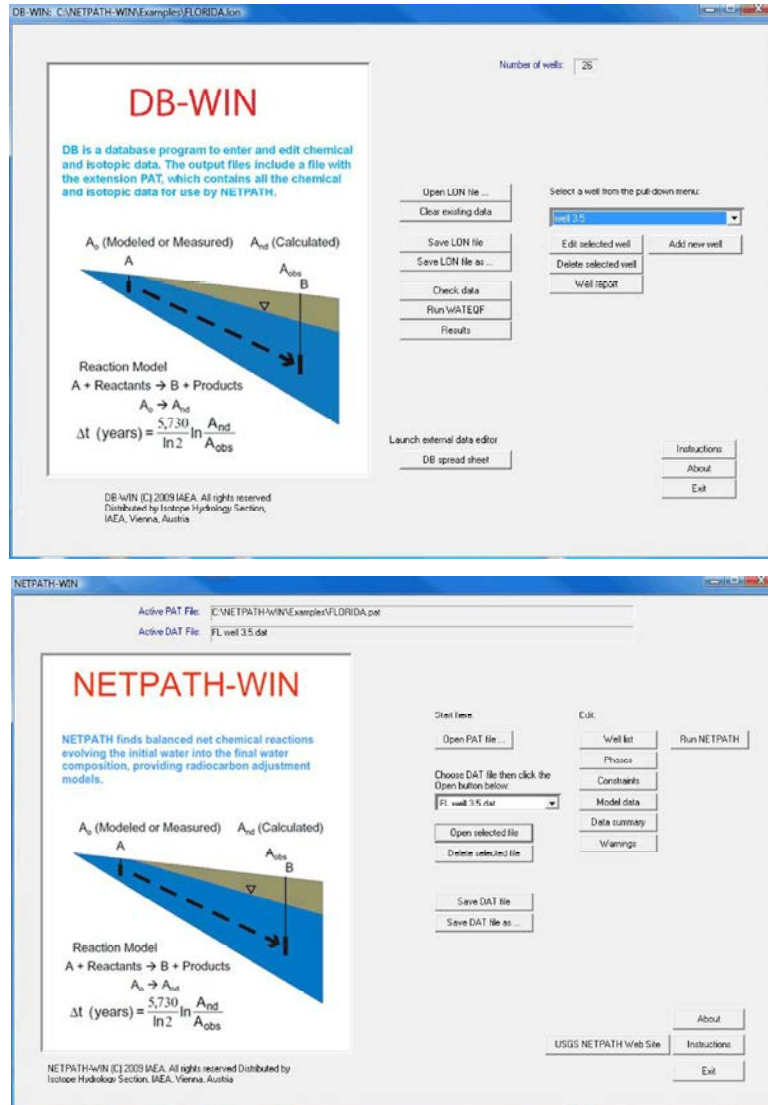 DB-WIN: C:\NETPATH-WIN\Examples\FLORIDA.lon
Number of wells: 26
DB-WIN
DB is a database program to enter and edit chemical
and isotopic data. The output files include a file with
the extension PAT, which contains all the chemical
and isotopic data for use by NETPATH.
Aₒ (Modeled or Measured) Aₙd (Calculated)
A
Aobs
B
Reaction Model
A + Reactants → B + Products
Aₒ → Aₙd
Δt (years) = 5,730/ln 2 ln Aₙd/Aobs
DB-WIN (C) 2009 IAEA. All rights reserved
Distributed by Isotope Hydrology Section,
IAEA, Vienna, Austria
Open LON file ...
Clear existing data
Save LON file
Save LON file as ...
Check data
Run WATEQF
Results
Launch external data editor
DB spread sheet
Select a well from the pull-down menu:
well 3.5
Edit selected well Add new well
Delete selected well
Well report
Instructions
About
Exit
NETPATH-WIN
Active PAT File: C:\NETPATH-WIN\Examples\FLORIDA.pat
Active DAT File: FL well 3.5.dat
NETPATH-WIN
NETPATH finds balanced net chemical reactions
evolving the initial water into the final water
composition, providing radiocarbon adjustment
models.
Aₒ (Modeled or Measured) Aₙd (Calculated)
A
Aobs
B
Reaction Model
A + Reactants → B + Products
Aₒ → Aₙd
Δt (years) = 5,730/ln 2 ln Aₙd/Aobs
NETPATH-WIN (C) 2009 IAEA. All rights reserved Distributed by
Isotope Hydrology Section, IAEA, Vienna, Austria
Start here:
Open PAT file ...
Choose DAT file then click the
Open button below:
FL well 3.5.dat
Open selected file
Delete selected file
Save DAT file
Save DAT file as ...
Edit:
Well list Run NETPATH
Phases
Constraints
Model data
Data summary
Warnings
About
USGS NETPATH Web Site Instructions
Exit